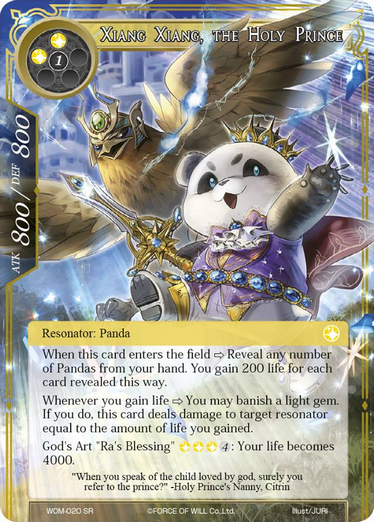 Xiang Xiang, the Holy Prince
1
ATK 800 / DEF 800
Resonator: Panda
When this card enters the field ⇨ Reveal any number
of Pandas from your hand. You gain 200 life for each
card revealed this way.
Whenever you gain life ⇨ You may banish a light gem.
If you do, this card deals damage to target resonator
equal to the amount of life you gained.
God's Art "Ra's Blessing" 4: Your life becomes
4000.
"When you speak of the child loved by god, surely you
refer to the prince?" -Holy Prince's Nanny, Citrin
WOM-020 SR ©FORCE OF WILL Co.,Ltd. Illust/JURI